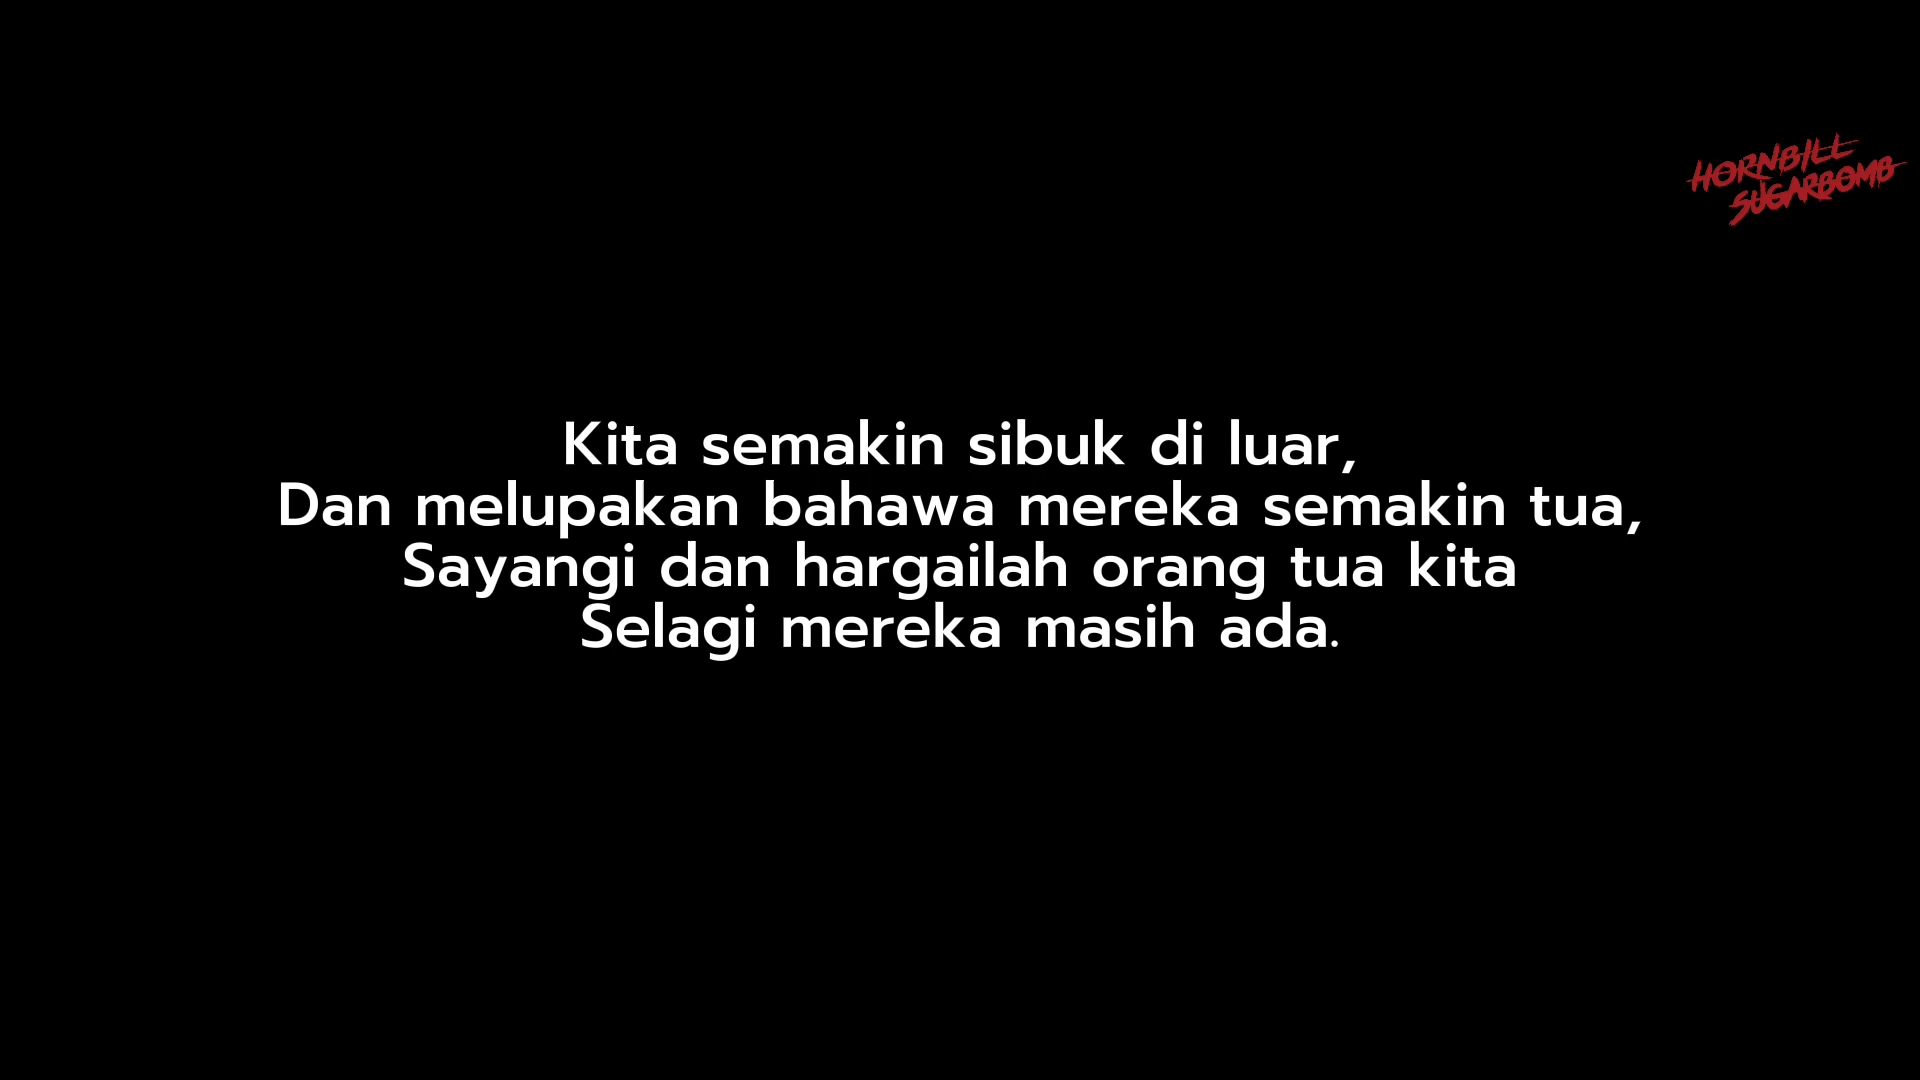 HORNBILL
SUGARBOMB
Kita semakin sibuk di luar,
Dan melupakan bahawa mereka semakin tua,
Sayangi dan hargailah orang tua kita
Selagi mereka masih ada.